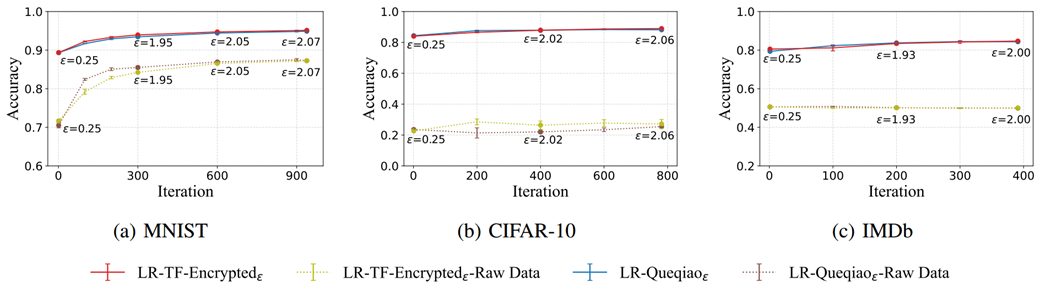 1.0
0.9
0.8
0.7
0.6
Accuracy
ε=0.25
ε=1.95
ε=2.05
ε=2.07
ε=0.25
ε=1.95
ε=2.05
ε=2.07
0 300 600 900
Iteration
(a) MNIST
1.0
0.8
0.6
0.4
0.2
0.0
Accuracy
ε=0.25
ε=2.02
ε=2.06
ε=0.25
ε=2.02
ε=2.06
0 200 400 600 800
Iteration
(b) CIFAR-10
1.0
0.8
0.6
0.4
0.2
Accuracy
ε=0.25
ε=1.93
ε=2.00
ε=0.25
ε=1.93
ε=2.00
0 100 200 300 400
Iteration
(c) IMDb
LR-TF-Encryptedε LR-TF-Encryptedε-Raw Data LR-Queqiaoε LR-Queqiaoε-Raw Data